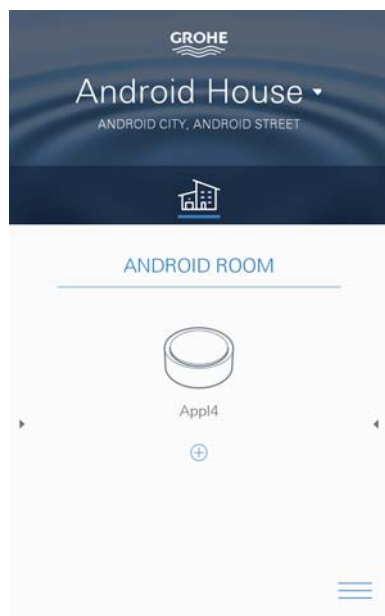 GROHE
Android House
ANDROID CITY, ANDROID STREET
ANDROID ROOM
Appl4